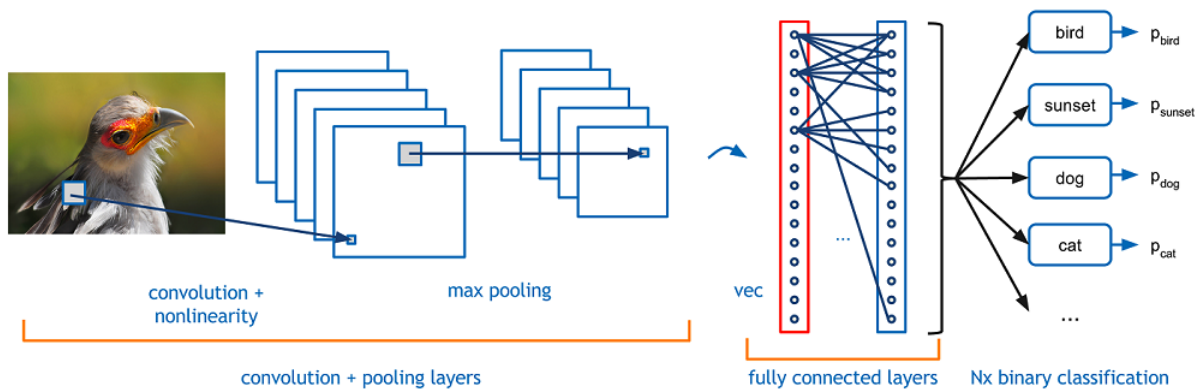 bird
p_bird
sunset
p_sunset
dog
p_dog
cat
p_cat
...
...
convolution +
nonlinearity
max pooling
vec
convolution + pooling layers
fully connected layers
Nx binary classification